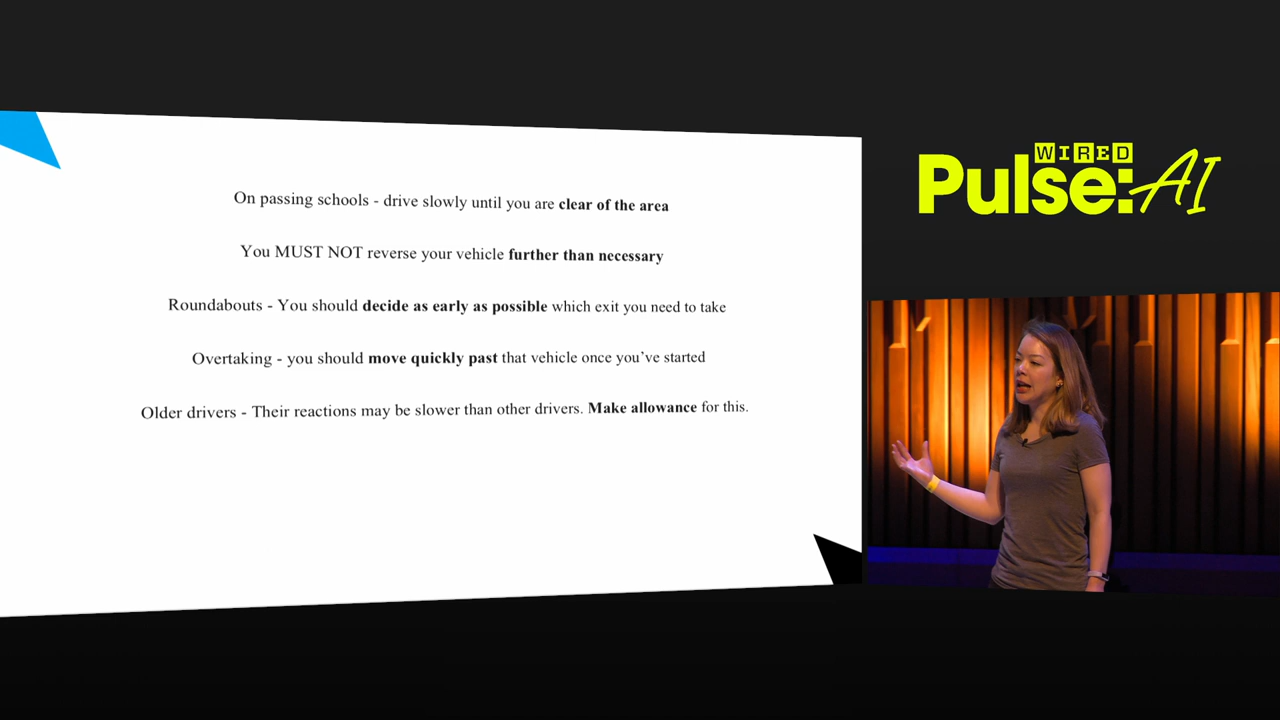 WIRED
Pulse:AI
On passing schools - drive slowly until you are clear of the area
You MUST NOT reverse your vehicle further than necessary
Roundabouts - You should decide as early as possible which exit you need to take
Overtaking - you should move quickly past that vehicle once you've started
Older drivers - Their reactions may be slower than other drivers. Make allowance for this.